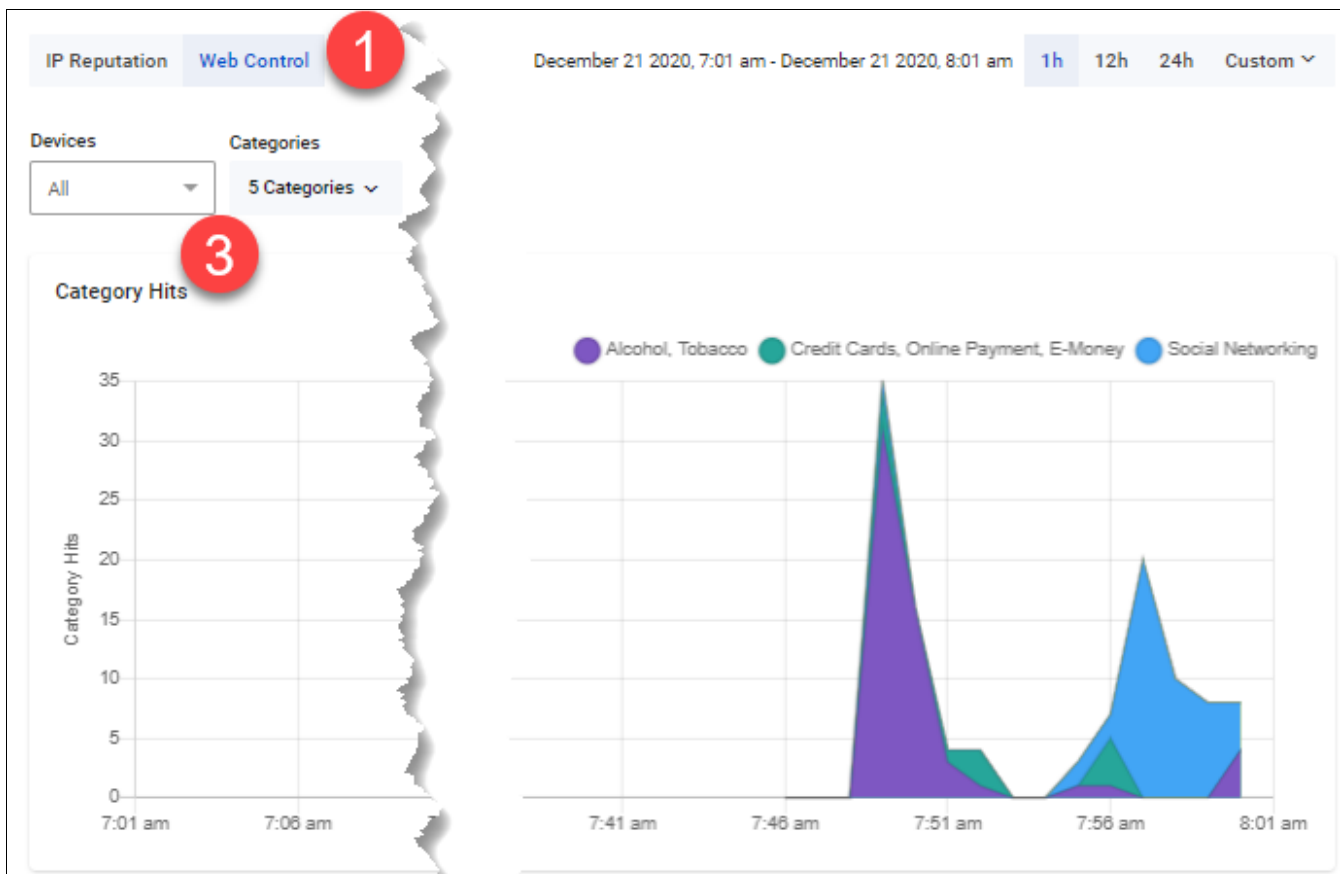 IP Reputation Web Control 1 December 21 2020, 7:01 am - December 21 2020, 8:01 am 1h 12h 24h Custom
Devices Categories
All 5 Categories
3
Category Hits
Alcohol, Tobacco Credit Cards, Online Payment, E-Money Social Networking
35
30
25
20
15
10
5
0
Category Hits
7:01 am 7:06 am 7 7:41 am 7:46 am 7:51 am 7:56 am 8:01 am